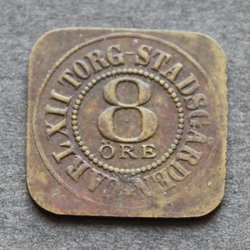 CARL XII TORG STADSGÅRDEN
8
ÖRE